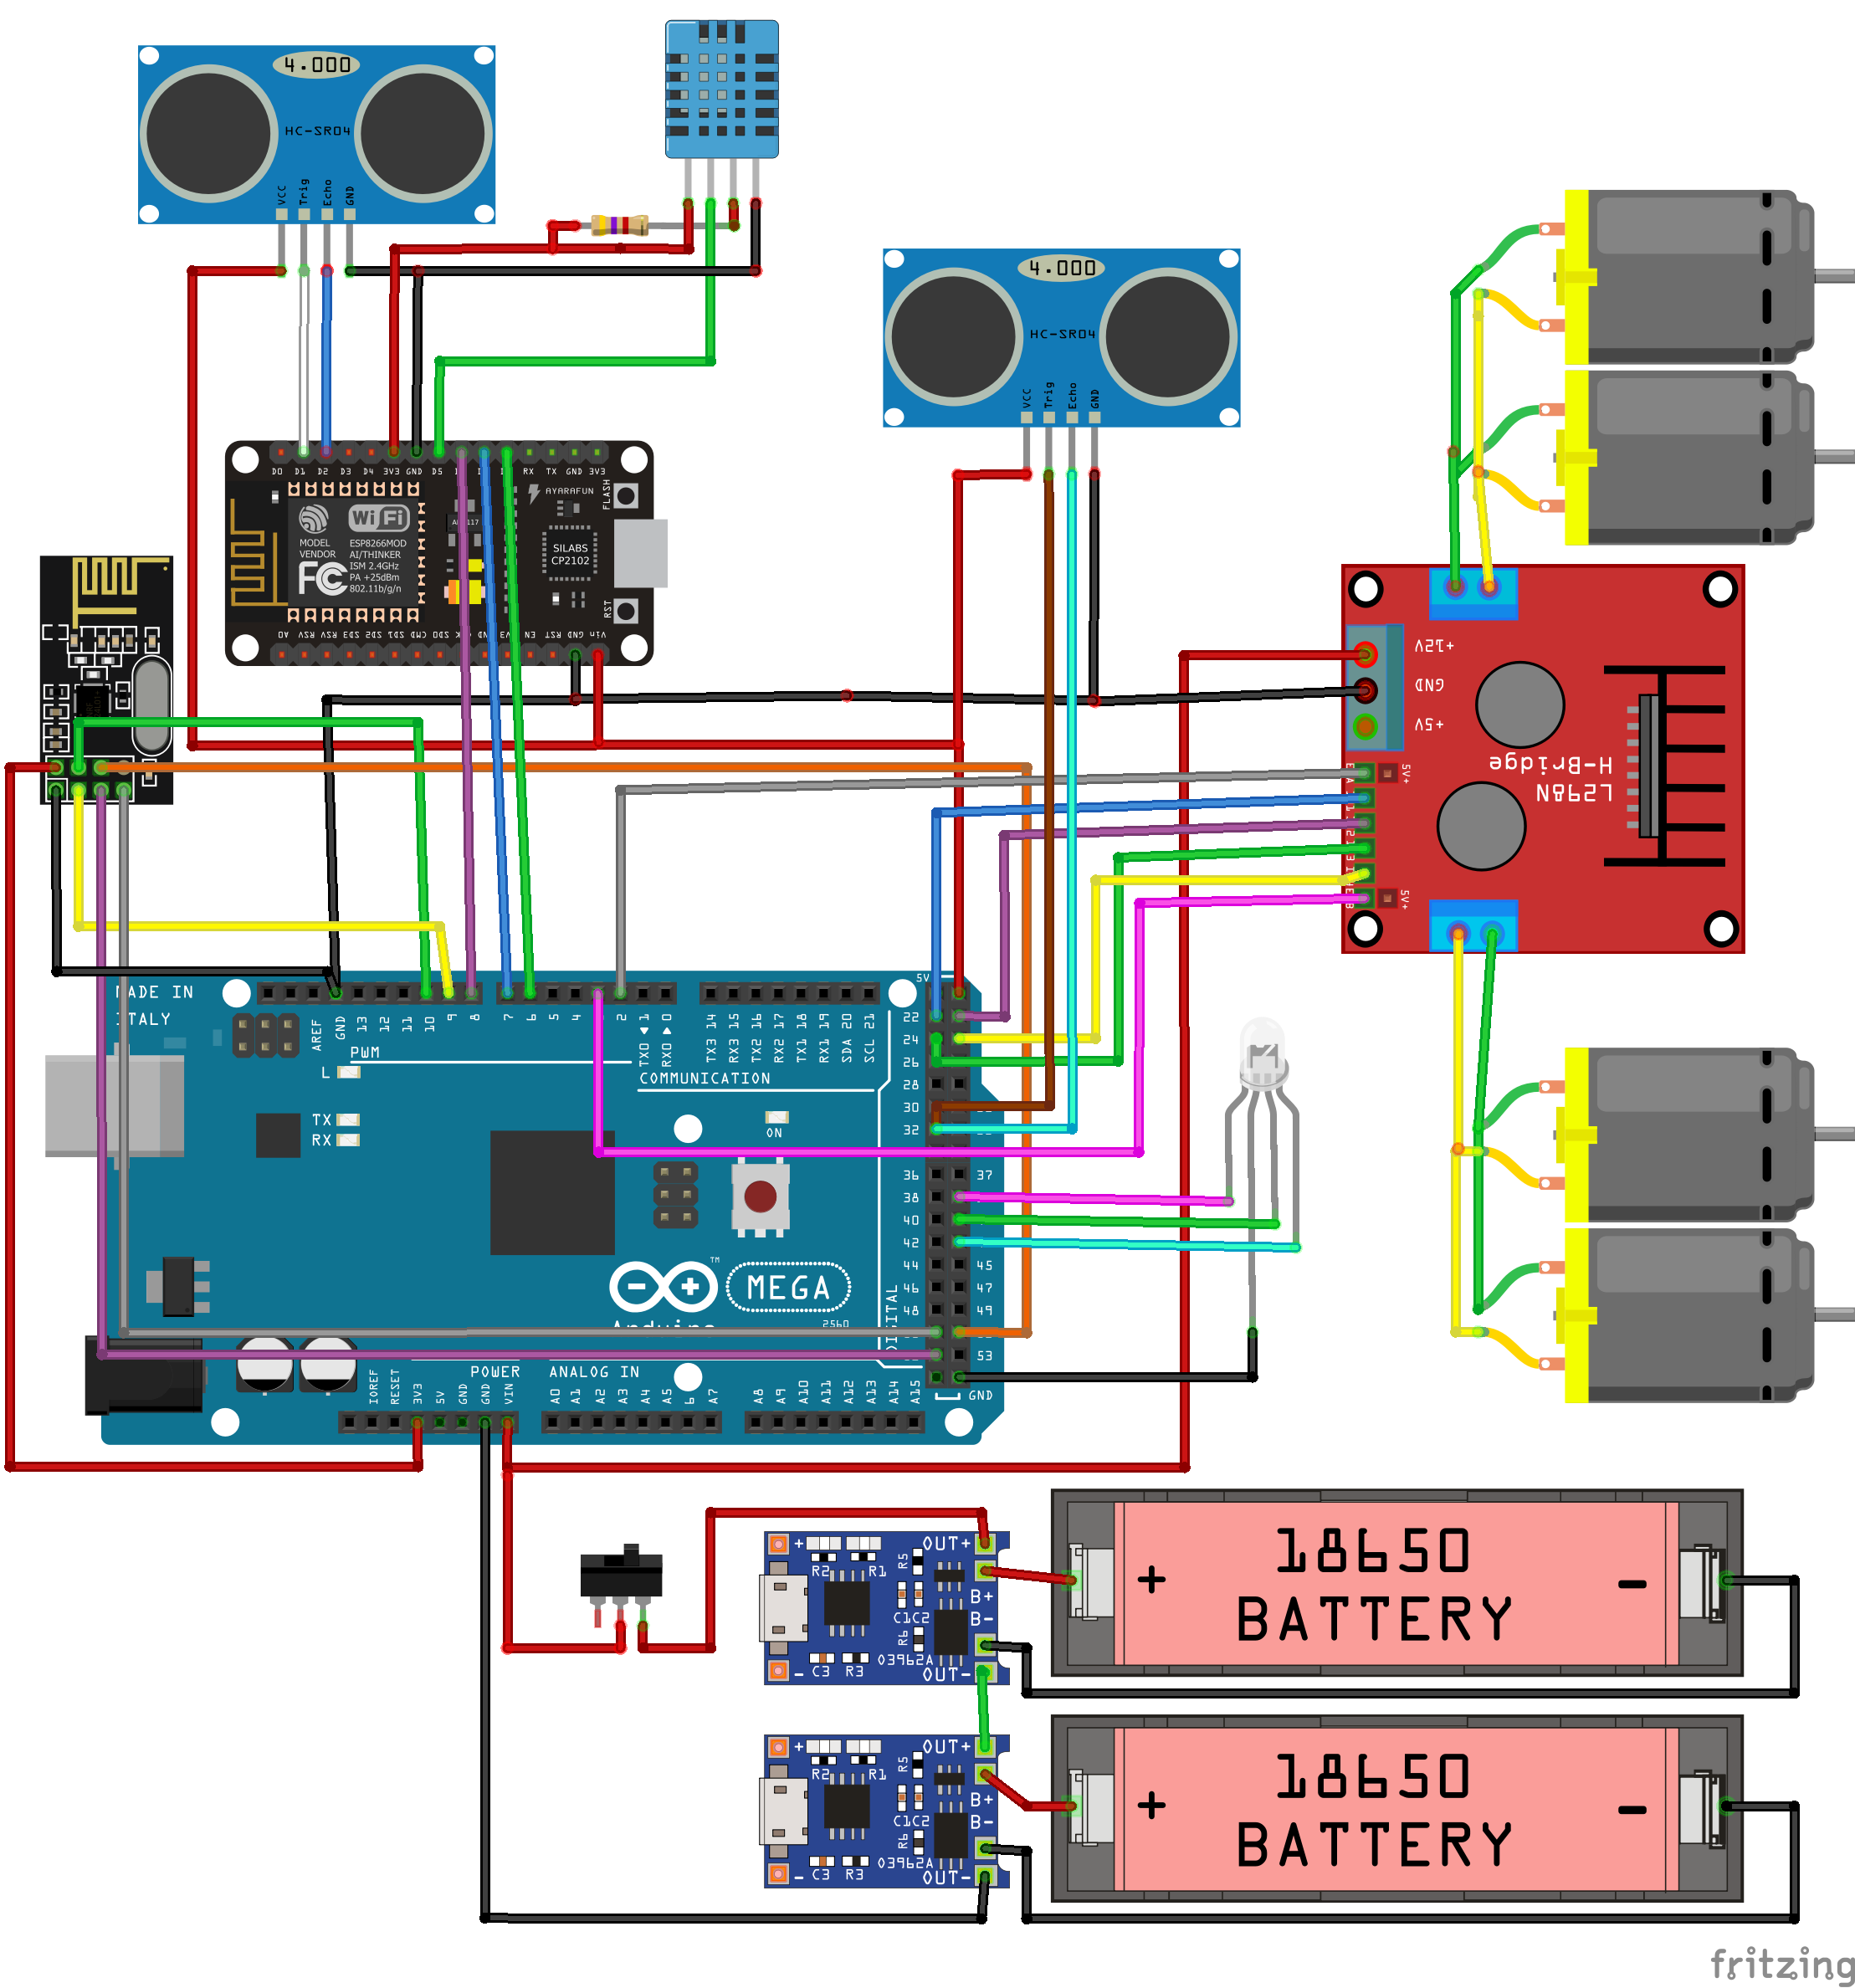 4.000
HC-SR04
VCC
Trig
Echo
GND
4.000
HC-SR04
VCC
Trig
Echo
GND
D0 D1 D2 D3 D4 3V3 GND D5 RX TX GND 3V3
AYARAFUN
FLASH
WiFi
MODEL
VENDOR
ESP8266MOD
AI/THINKER
ISM 2.4GHz
PA +25dBm
802.11b/g/n
FC
SILABS
CP2102
RST
A0 RSV RSV SD3 SD2 SD1 CMD SD0 EN RST GND Vin
+12V
GND
+5V
5V+
H-Bridge
L298N
5V+
MADE IN
ITALY
AREF
GND
13
12
11
10
9
8
7
6
5
4
2
TX0 1
RX0 0
TX3 14
RX3 15
TX2 16
RX2 17
TX1 18
RX1 19
SDA 20
SCL 21
5V
PWM
COMMUNICATION
L
TX
RX
ON
22
24
26
28
30
32
36 37
38
40
42
44 45
46 47
48 49
53
GND
DIGITAL
TM
MEGA
2560
POWER
ANALOG IN
IOREF
RESET
3V3
5V
GND
GND
VIN
A0
A1
A2
A3
A4
A5
6
A7
A8
A9
A10
A11
A12
A13
A14
A15
+ OUT+
R2 R1 R5
B+
C1C2
B-
R6
03962A
- C3 R3 OUT-
+ 18650 -
BATTERY
+ OUT+
R2 R1 R5
B+
C1C2
B-
R6
03962A
- C3 R3 OUT-
+ 18650 -
BATTERY
fritzing